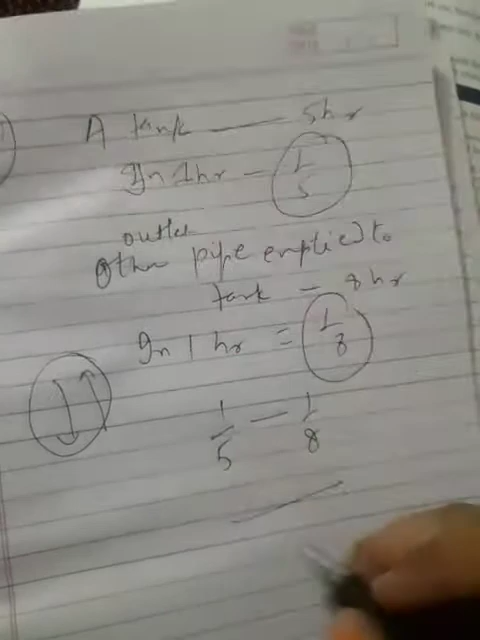 A tank — 5hr
In 1hr — 1/5
outlet
Other pipe emptied to
tank — 8hr
In 1 hr = 1/8
1/5 — 1/8